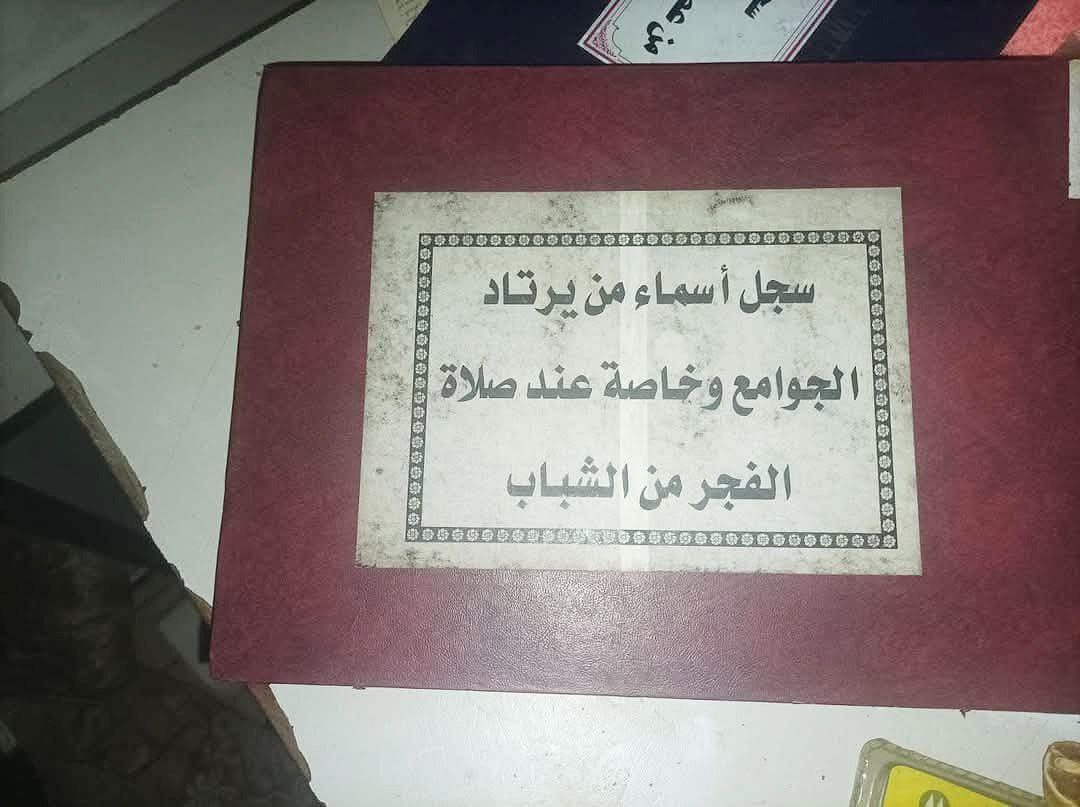 سجل أسماء من يرتاد
الجوامع وخاصة عند صلاة
الفجر من الشباب